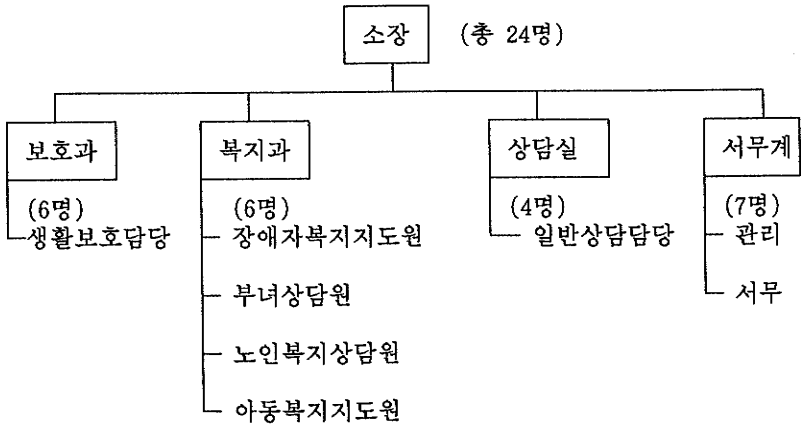 소장 (총 24명)
보호과 복지과 상담실 서무계
(6명) (6명) (4명) (7명)
생활보호담당 장애자복지지도원 일반상담담당 관리
부녀상담원 서무
노인복지상담원
아동복지지도원